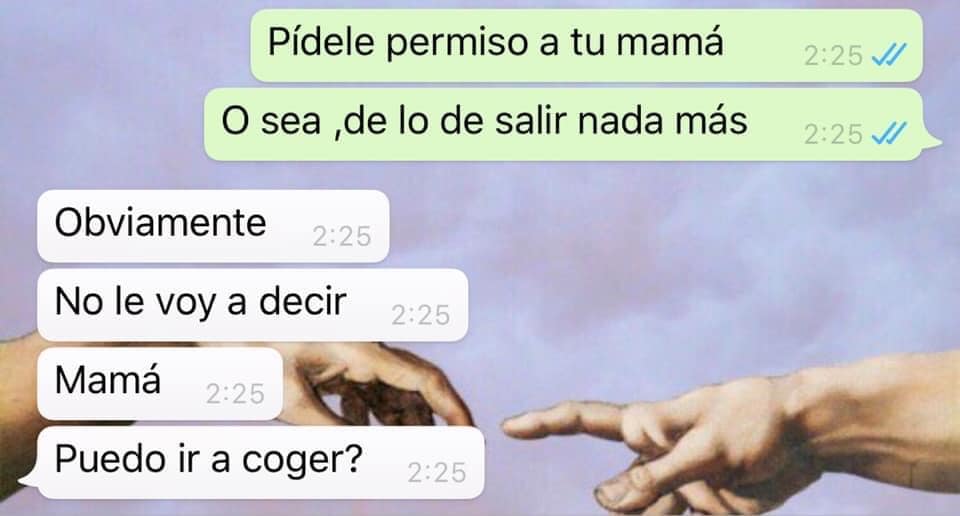 Pídele permiso a tu mamá 2:25
O sea ,de lo de salir nada más 2:25
Obviamente 2:25
No le voy a decir 2:25
Mamá 2:25
Puedo ir a coger? 2:25